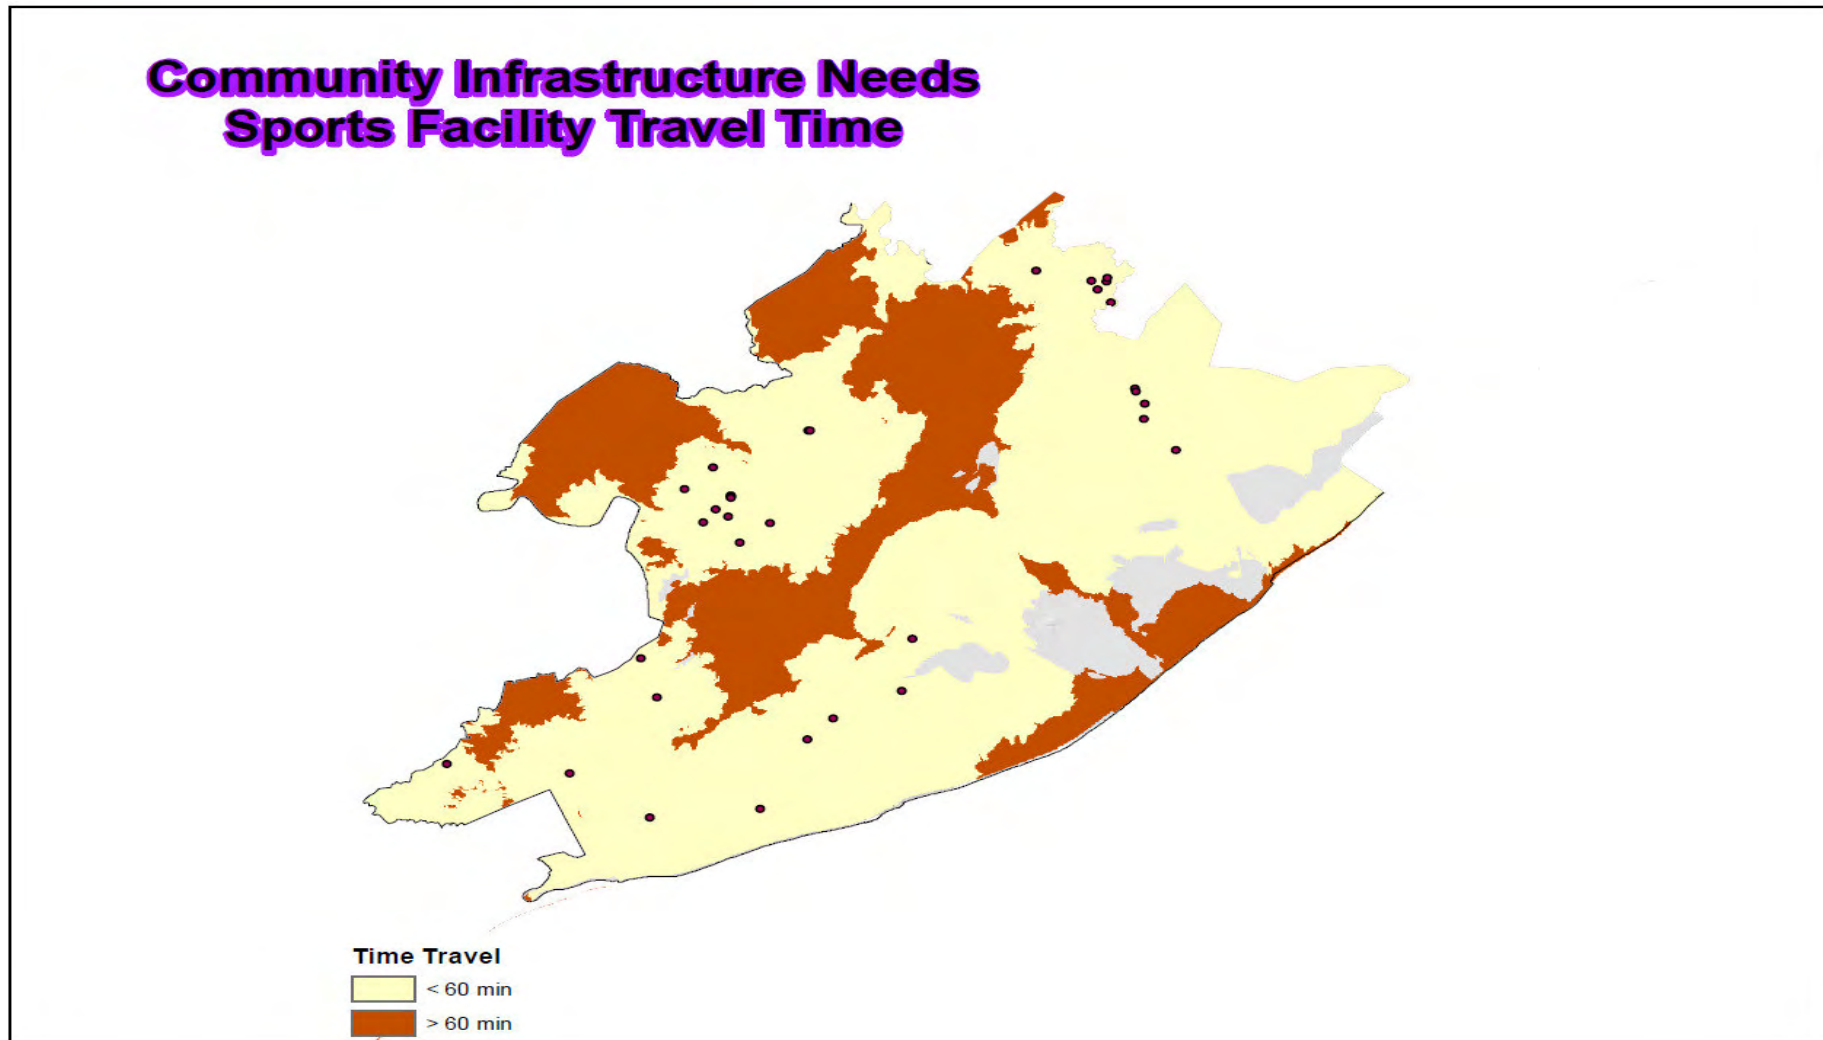 Community Infrastructure Needs
Sports Facility Travel Time
Time Travel
< 60 min
> 60 min